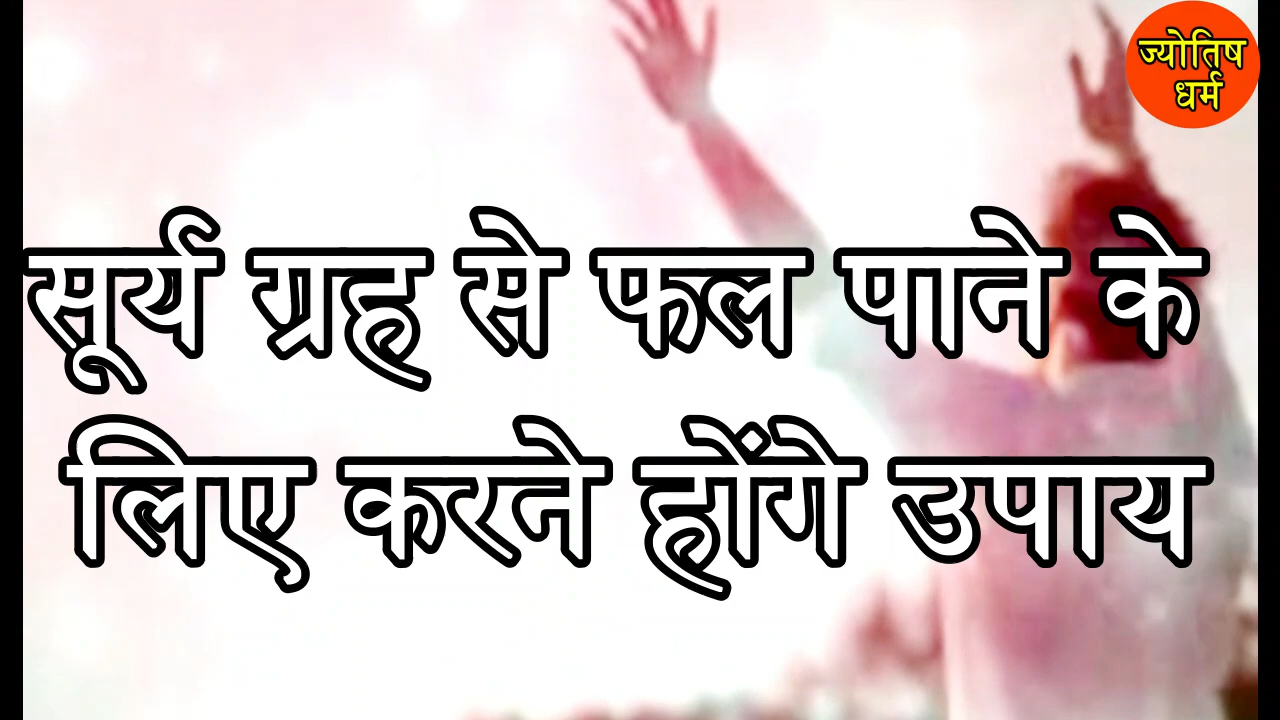 ज्योतिष
धर्म
सूर्य ग्रह से फल पाने के
लिए करने होंगे उपाय